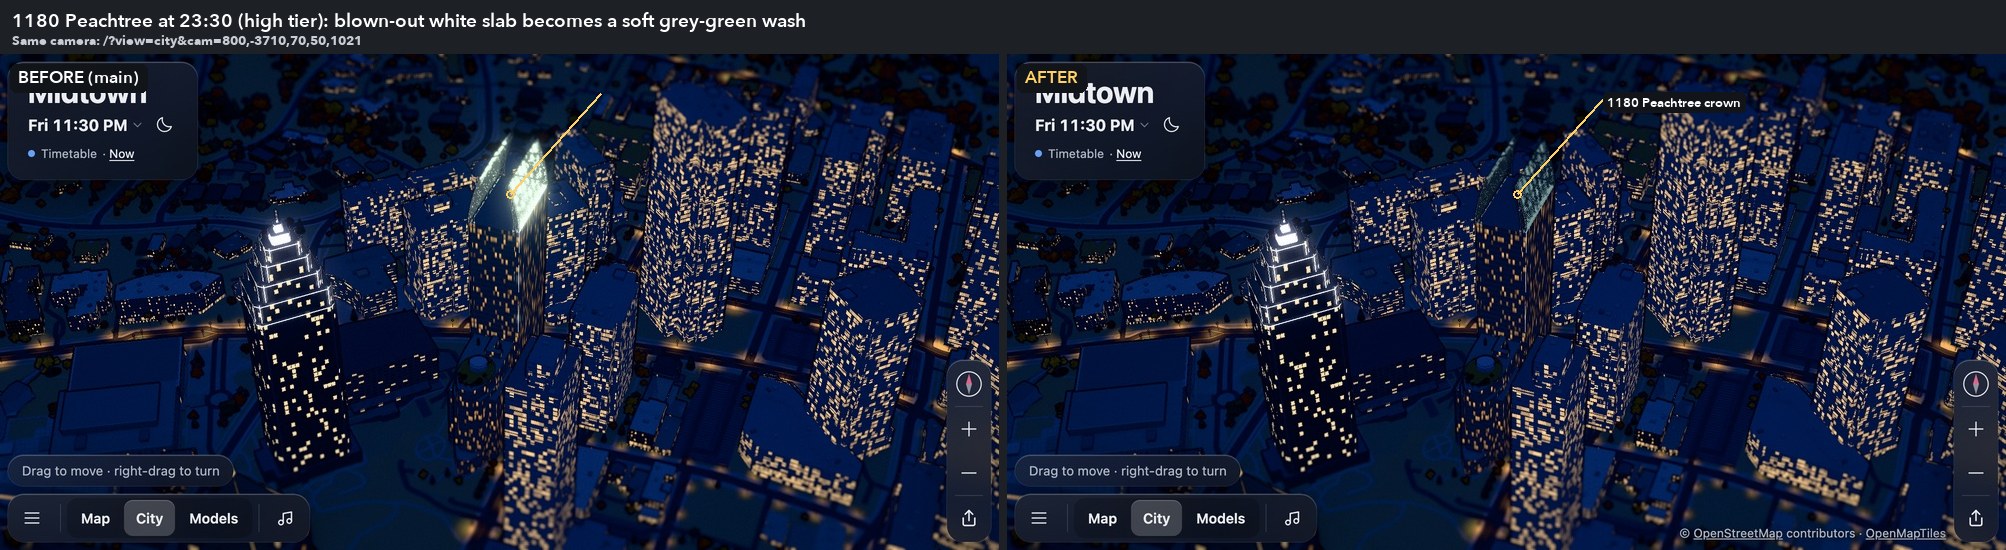 1180 Peachtree at 23:30 (high tier): blown-out white slab becomes a soft grey-green wash
Same camera: /?view=city&cam=800,-3710,70,50,1021
BEFORE (main)
Midtown
Fri 11:30 PM
Timetable · Now
Drag to move · right-drag to turn
Map City Models
AFTER
Midtown
Fri 11:30 PM
Timetable · Now
1180 Peachtree crown
Drag to move · right-drag to turn
Map City Models
© OpenStreetMap contributors · OpenMapTiles